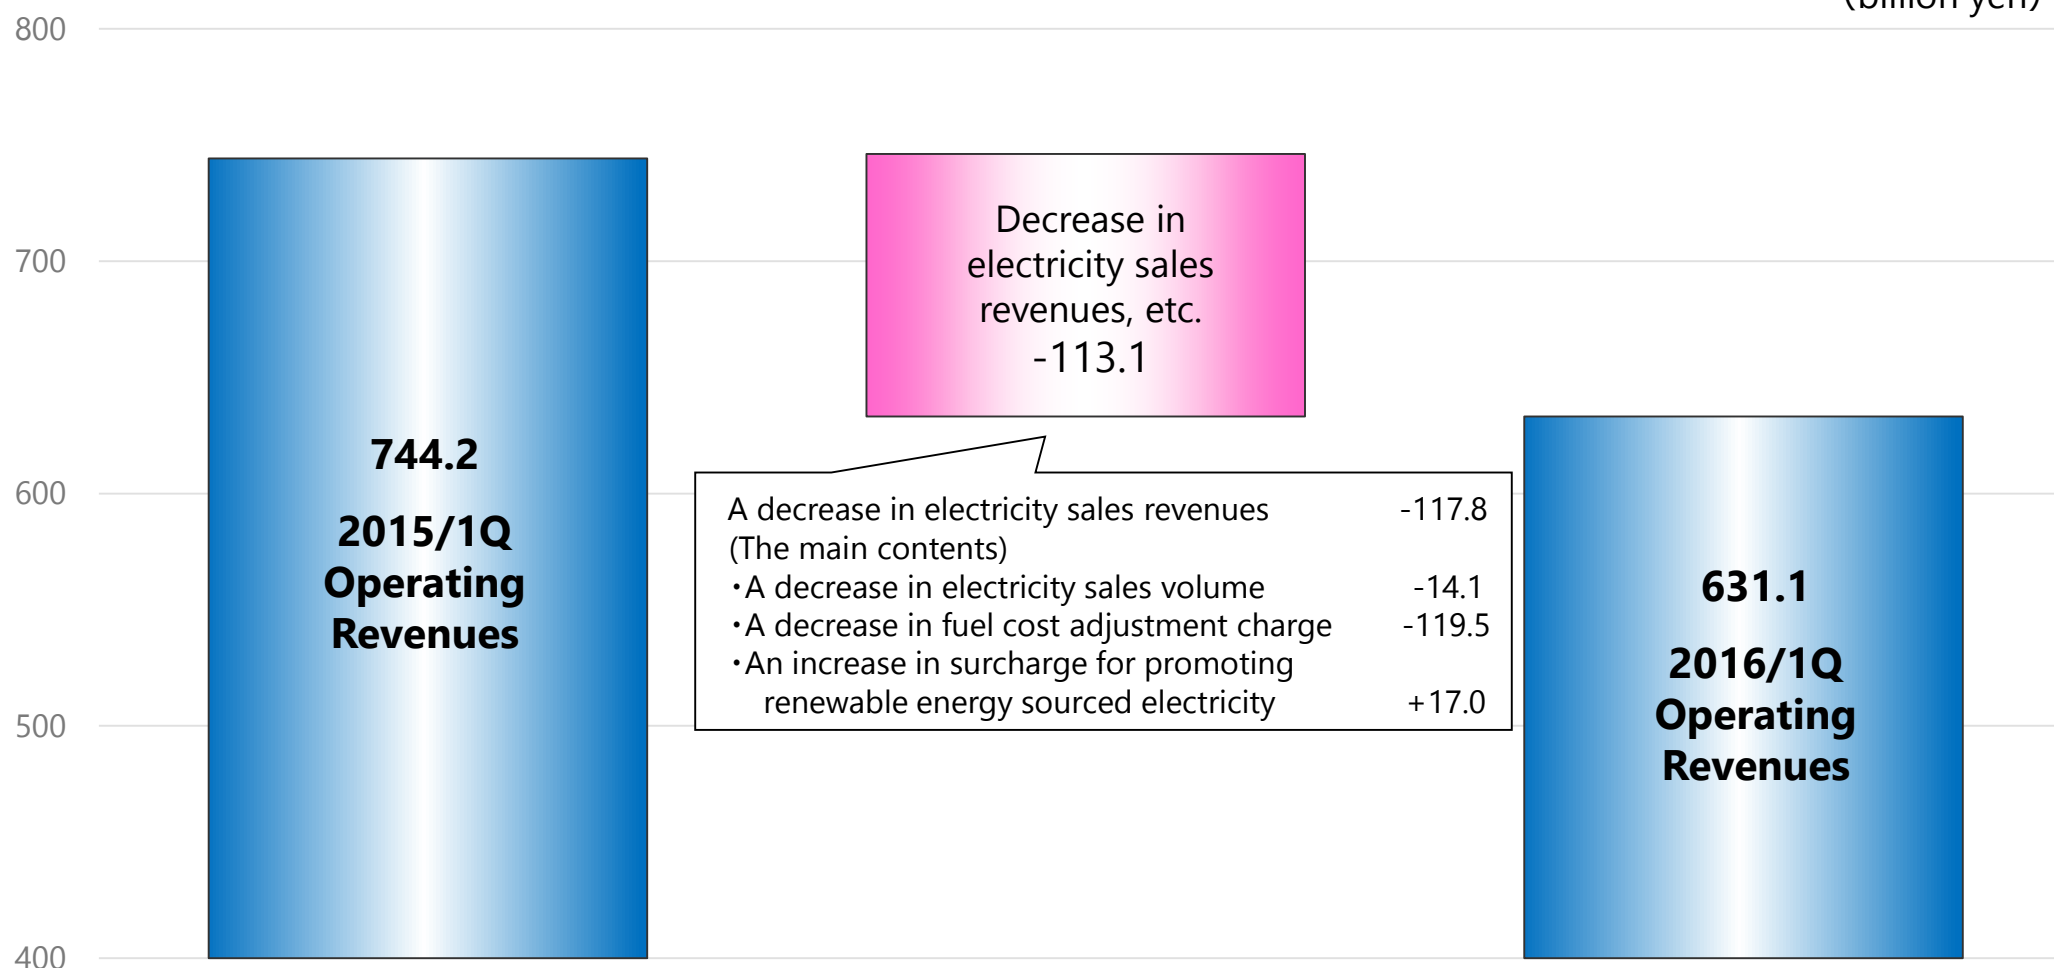 (billion yen)
800
700
600
500
400
744.2
2015/1Q
Operating
Revenues
Decrease in
electricity sales
revenues, etc.
-113.1
A decrease in electricity sales revenues -117.8
(The main contents)
・A decrease in electricity sales volume -14.1
・A decrease in fuel cost adjustment charge -119.5
・An increase in surcharge for promoting
renewable energy sourced electricity +17.0
631.1
2016/1Q
Operating
Revenues